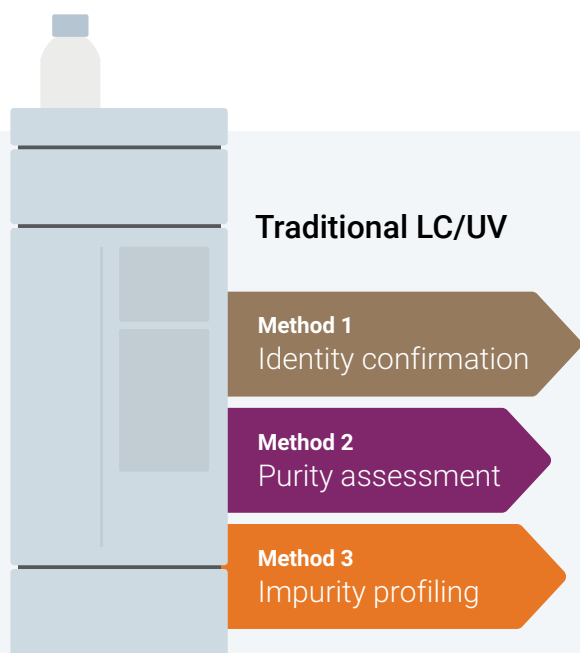 Traditional LC/UV
Method 1
Identity confirmation
Method 2
Purity assessment
Method 3
Impurity profiling